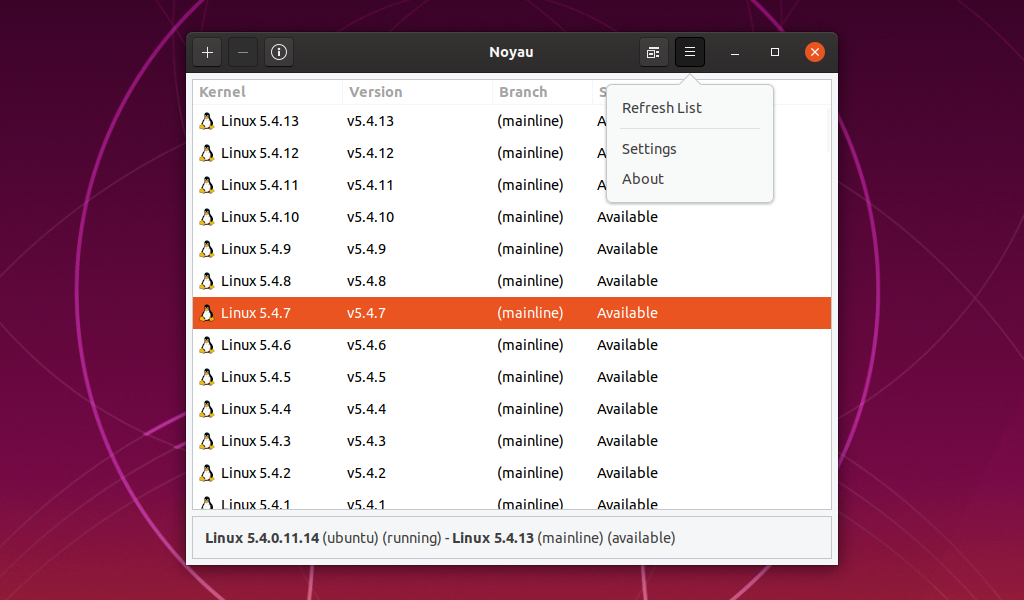 Noyau
Kernel Version Branch
Refresh List
Settings
About
Linux 5.4.13 v5.4.13 (mainline)
Linux 5.4.12 v5.4.12 (mainline)
Linux 5.4.11 v5.4.11 (mainline)
Linux 5.4.10 v5.4.10 (mainline) Available
Linux 5.4.9 v5.4.9 (mainline) Available
Linux 5.4.8 v5.4.8 (mainline) Available
Linux 5.4.7 v5.4.7 (mainline) Available
Linux 5.4.6 v5.4.6 (mainline) Available
Linux 5.4.5 v5.4.5 (mainline) Available
Linux 5.4.4 v5.4.4 (mainline) Available
Linux 5.4.3 v5.4.3 (mainline) Available
Linux 5.4.2 v5.4.2 (mainline) Available
Linux 5.4.1 v5.4.1 (mainline) Available
Linux 5.4.0.11.14 (ubuntu) (running) - Linux 5.4.13 (mainline) (available)